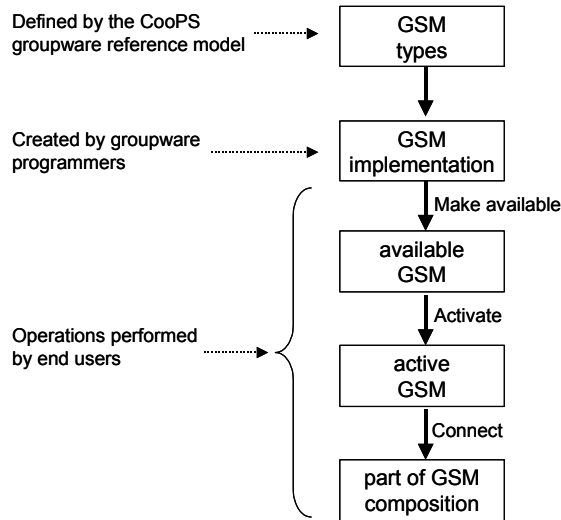 Defined by the CooPS
groupware reference model
GSM
types
Created by groupware
programmers
GSM
implementation
Make available
available
GSM
Operations performed
by end users
Activate
active
GSM
Connect
part of GSM
composition